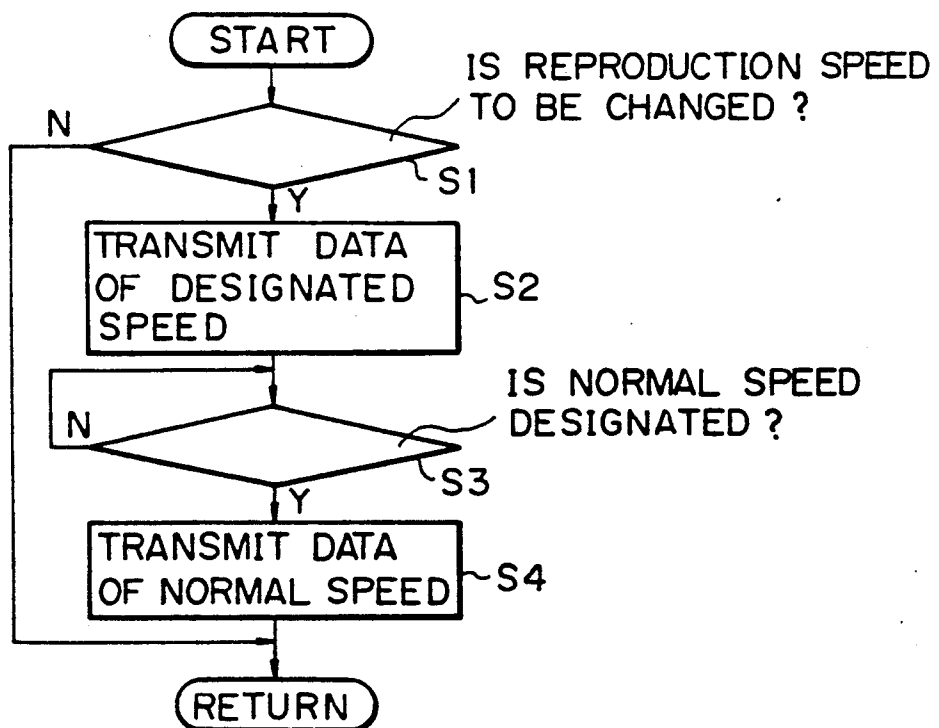 START
IS REPRODUCTION SPEED
TO BE CHANGED ?
N
S1
Y
TRANSMIT DATA
OF DESIGNATED
SPEED
S2
IS NORMAL SPEED
DESIGNATED ?
N
S3
Y
TRANSMIT DATA
OF NORMAL SPEED
S4
RETURN